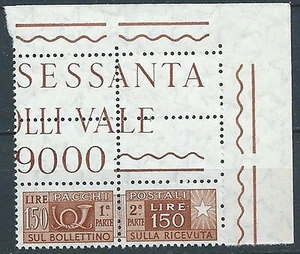 SESSANTA
OLLI VALE
9000
LIRE PACCHI
150 1ª PARTE
SUL BOLLETTINO
POSTALI
2ª PARTE LIRE 150
SULLA RICEVUTA